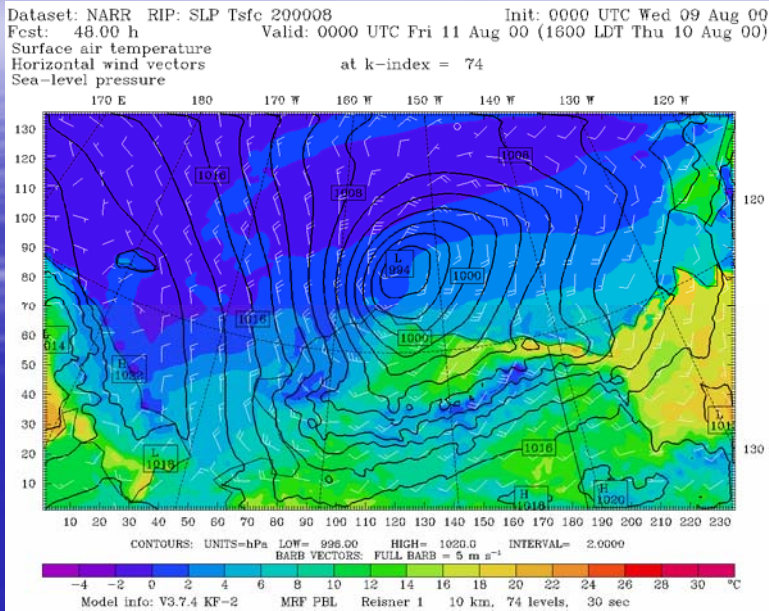 Dataset: NARR RIP: SLP Tsfc 200008 Init: 0000 UTC Wed 09 Aug 00
Fcst: 48.00 h Valid: 0000 UTC Fri 11 Aug 00 (1600 LDT Thu 10 Aug 00)
Surface air temperature
Horizontal wind vectors at k-index = 74
Sea-level pressure
170 E 180 170 W 160 W 150 W 140 W 130 W 120 W
130
120
110
100
90
80
70
60
50
40
30
20
10
120
130
1016
1008
1008
L
994
1000
1016
1000
L
014
H
1022
L
1018
1016
H
1016
H
1020
L
101
10 20 30 40 50 60 70 80 90 100 110 120 130 140 150 160 170 180 190 200 210 220 230
CONTOURS: UNITS=hPa LOW= 996.00 HIGH= 1020.0 INTERVAL= 2.0000
BARB VECTORS: FULL BARB = 5 m s⁻¹
-4 -2 0 2 4 6 8 10 12 14 16 18 20 22 24 26 28 30 °C
Model info: V3.7.4 KF-2 MRF PBL Reisner 1 10 km, 74 levels, 30 sec